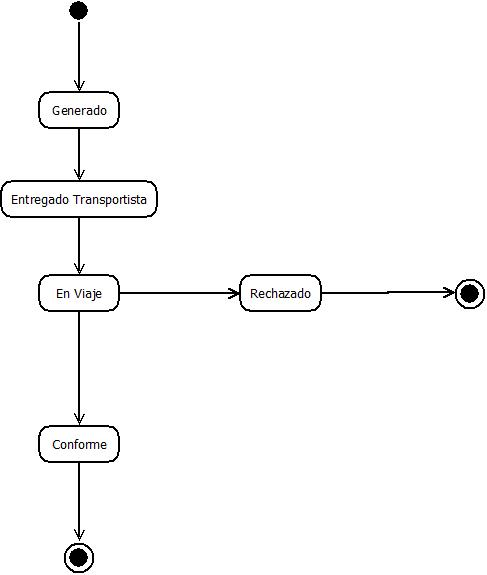 Generado
Entregado Transportista
En Viaje
Rechazado
Conforme